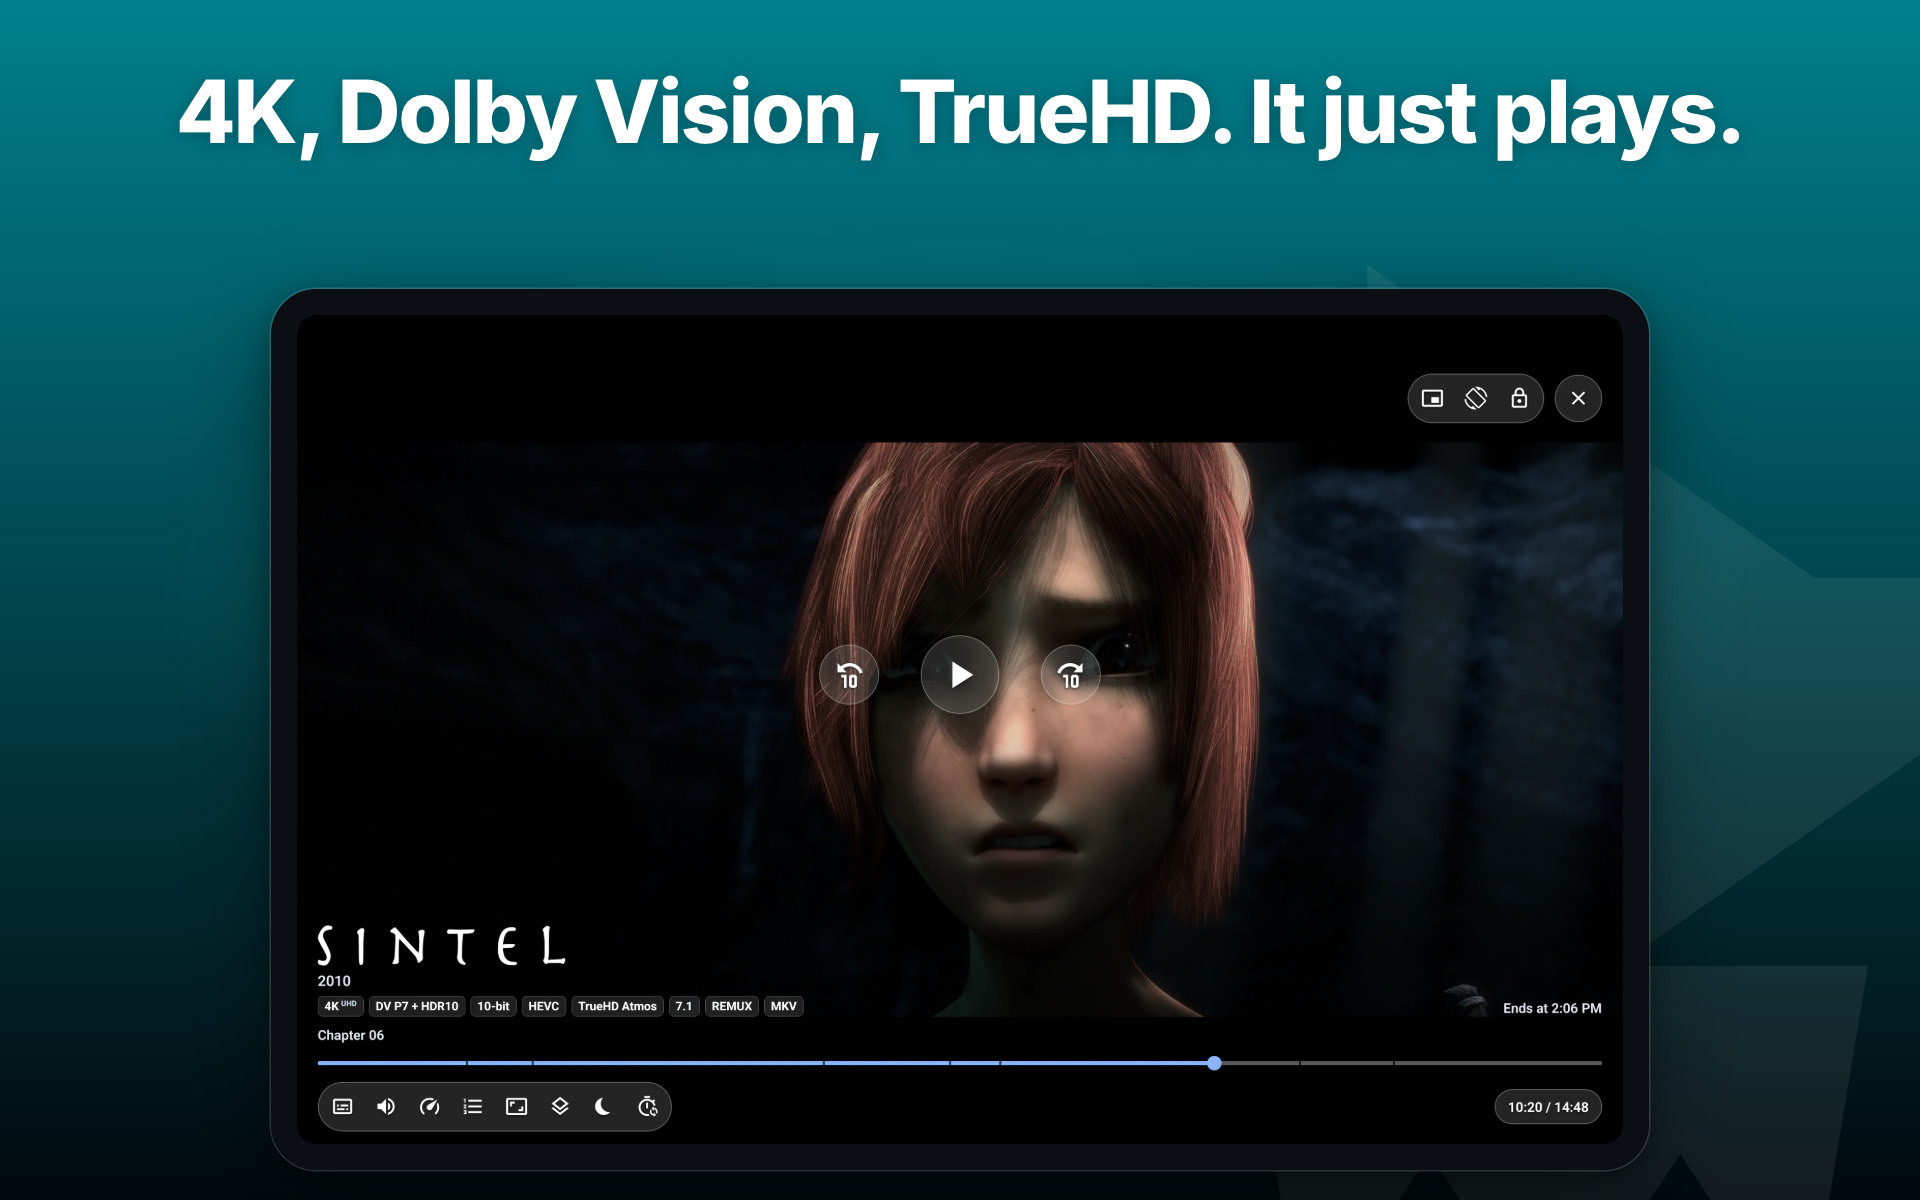 4K, Dolby Vision, TrueHD. It just plays.
10
10
SINTEL
2010
4K UHD DV P7 + HDR10 10-bit HEVC TrueHD Atmos 7.1 REMUX MKV
Ends at 2:06 PM
Chapter 06
10:20 / 14:48